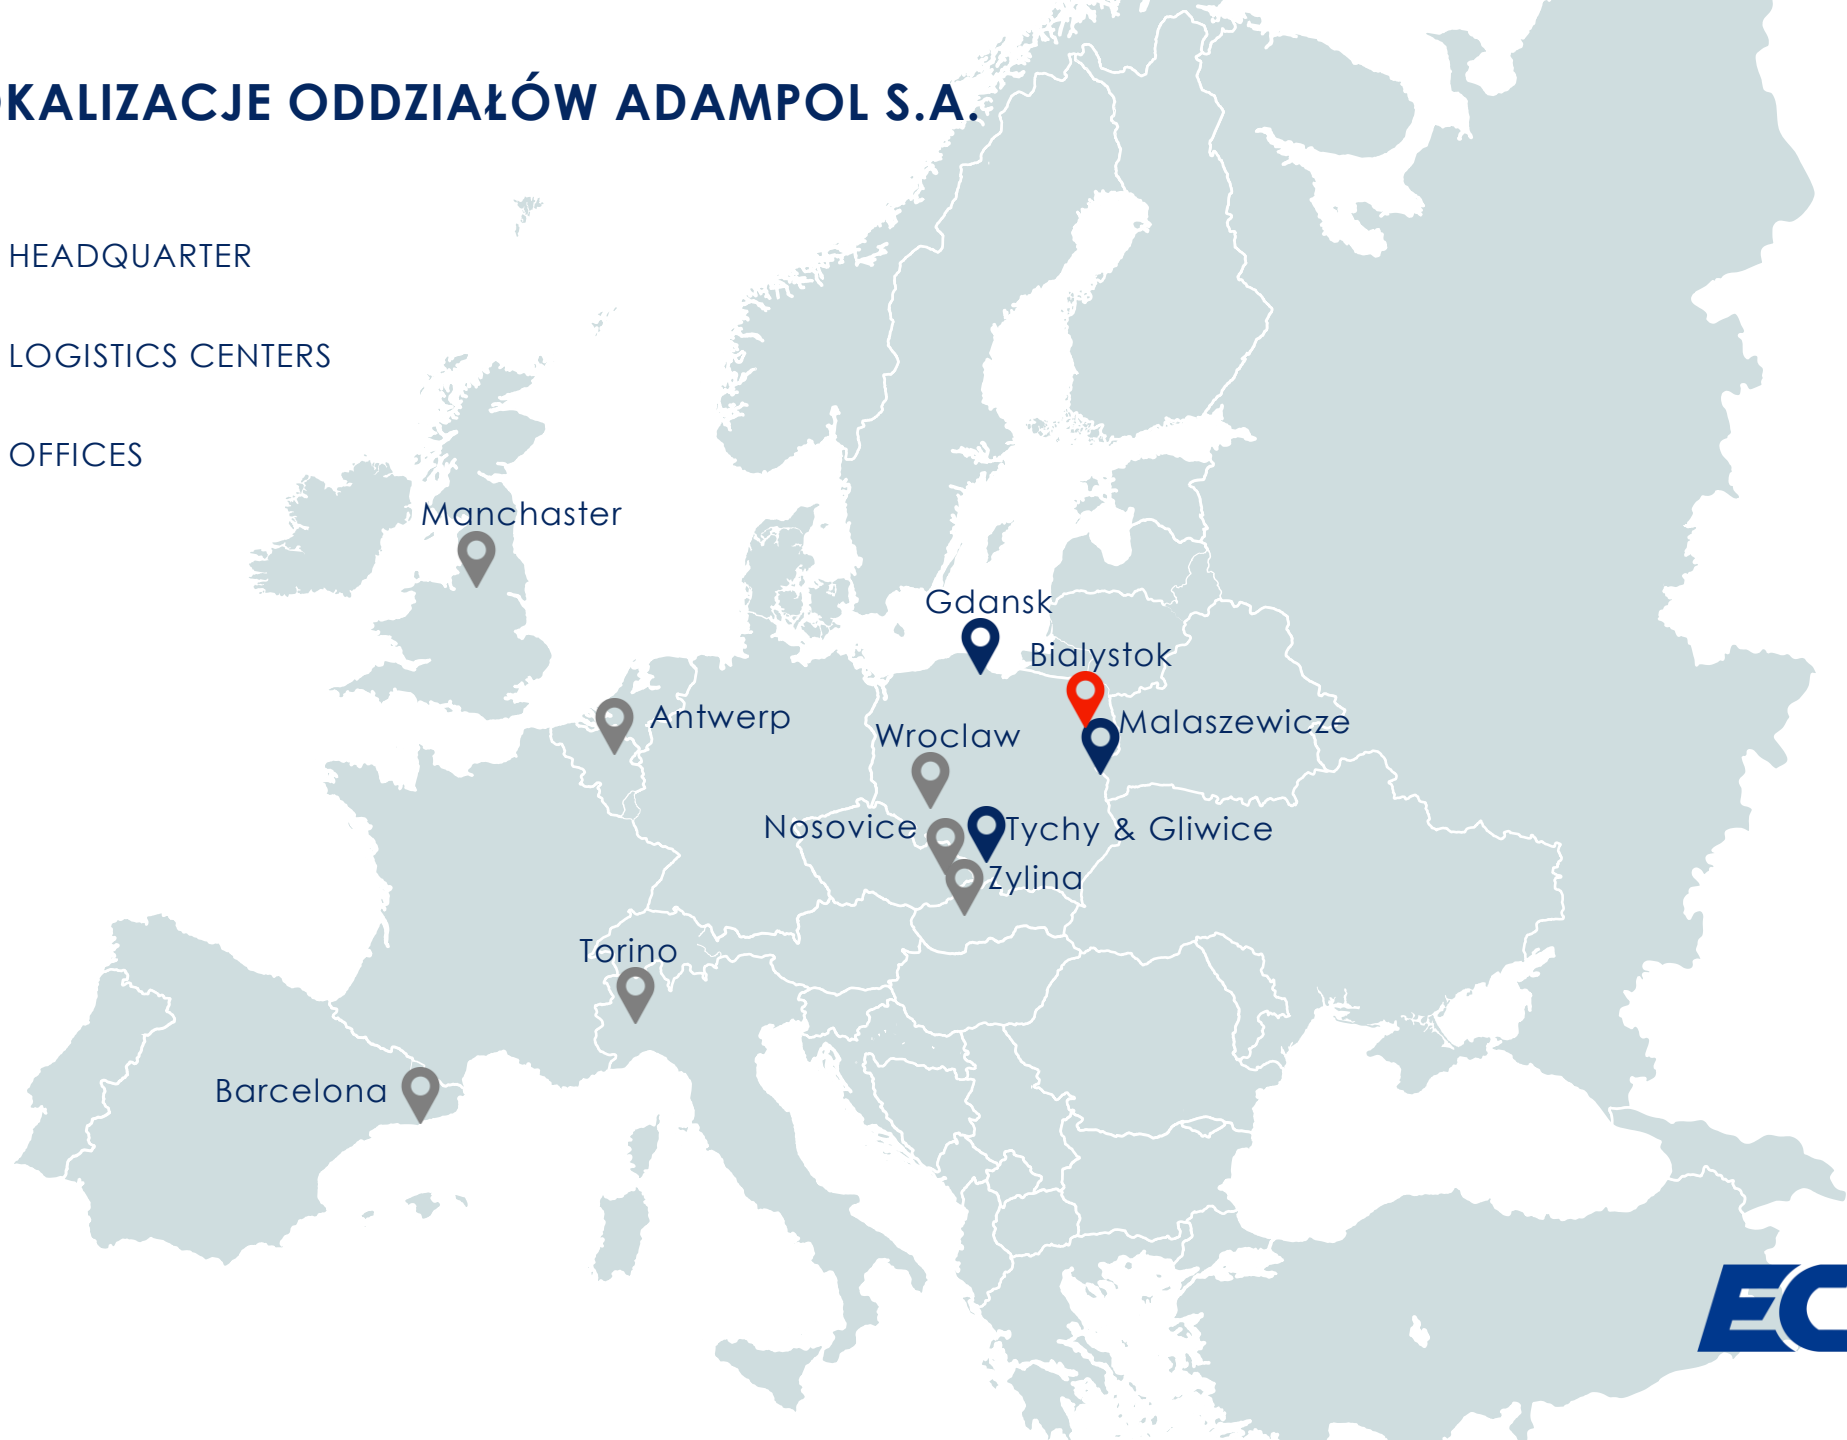 OKALIZACJE ODDZIAŁÓW ADAMPOL S.A.
HEADQUARTER
LOGISTICS CENTERS
OFFICES
Manchaster
Gdansk
Bialystok
Antwerp
Malaszewicze
Wroclaw
Nosovice
Tychy & Gliwice
Zylina
Torino
Barcelona
EC